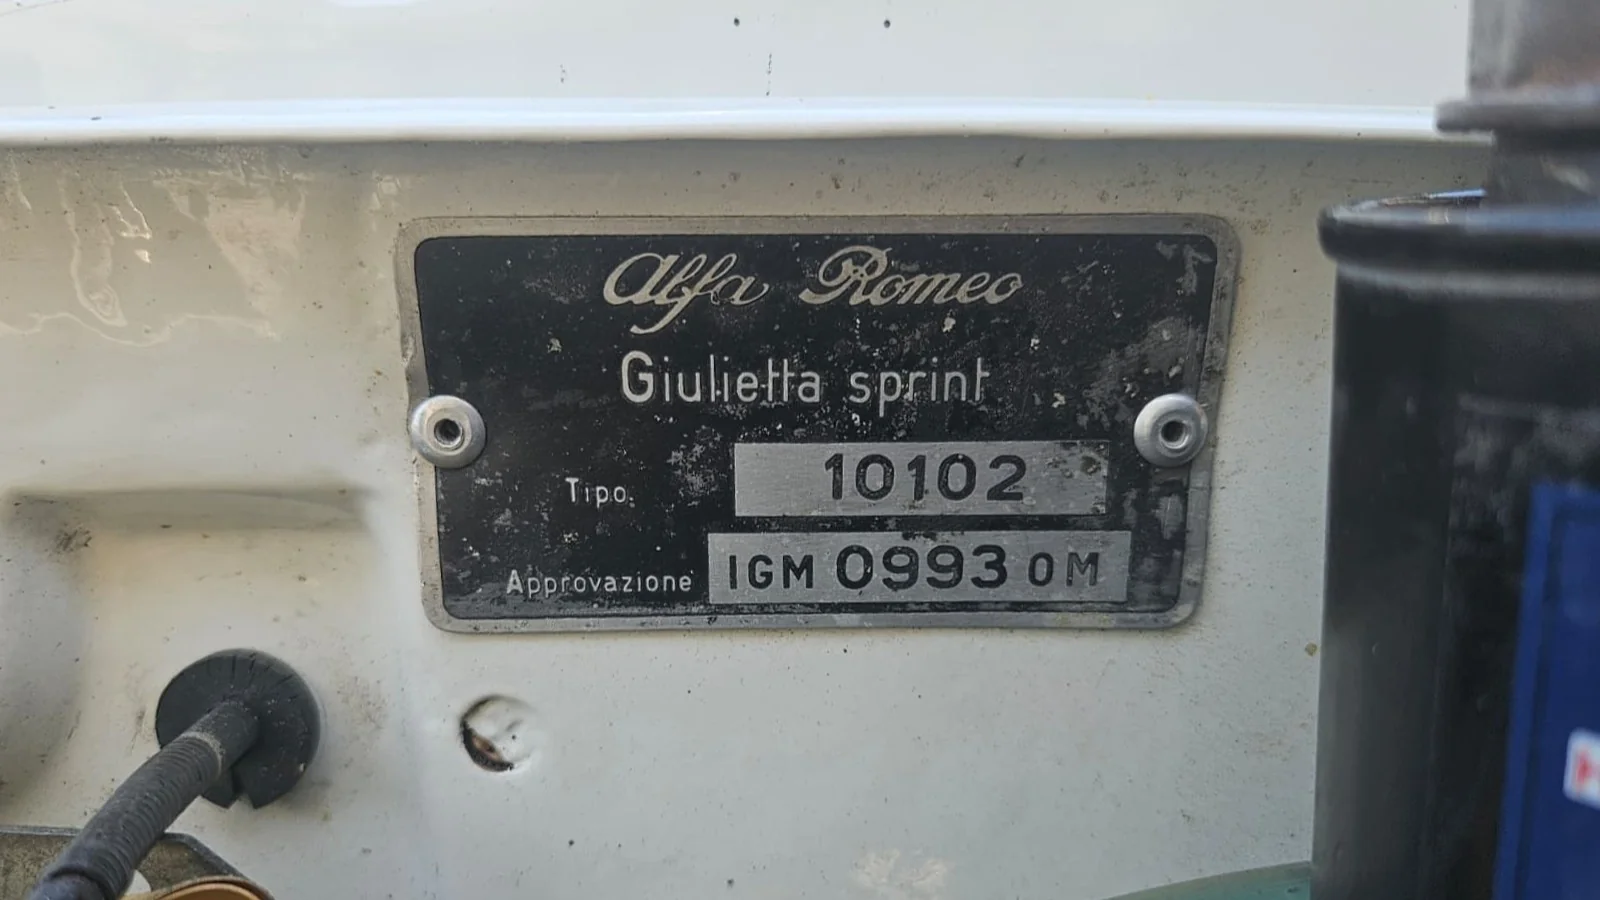 Alfa Romeo
Giulietta sprint
Tipo. 10102
Approvazione IGM 0993 OM